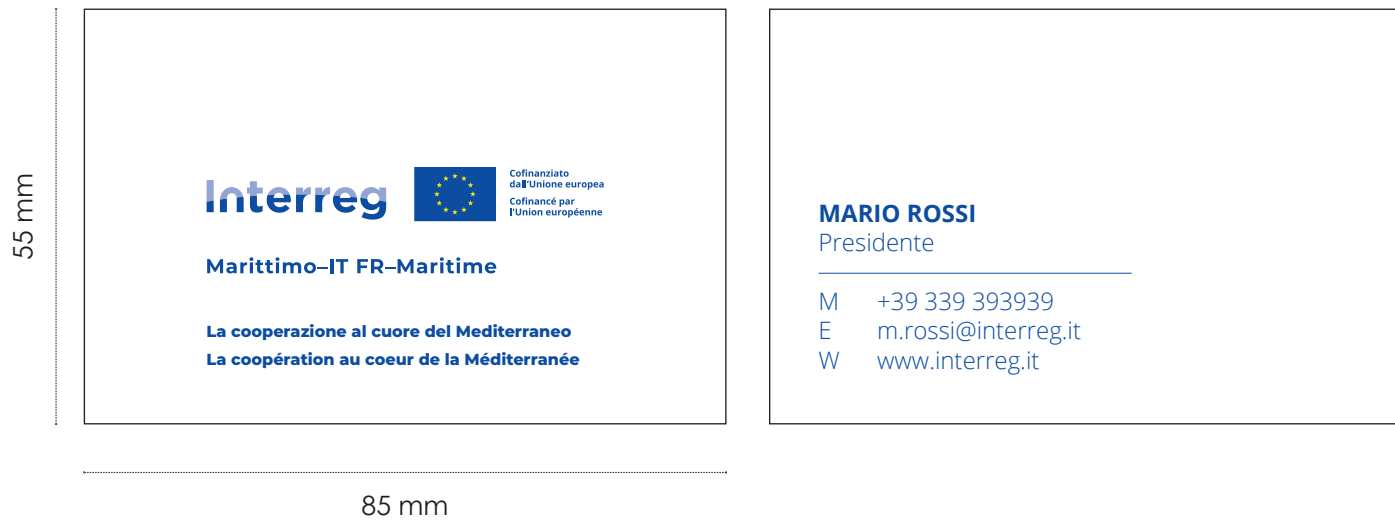 55 mm
Interreg
Cofinanziato
dall'Unione europea
Cofinancé par
l'Union européenne
Marittimo–IT FR–Maritime
La cooperazione al cuore del Mediterraneo
La coopération au coeur de la Méditerranée
85 mm
MARIO ROSSI
Presidente
M +39 339 393939
E m.rossi@interreg.it
W www.interreg.it